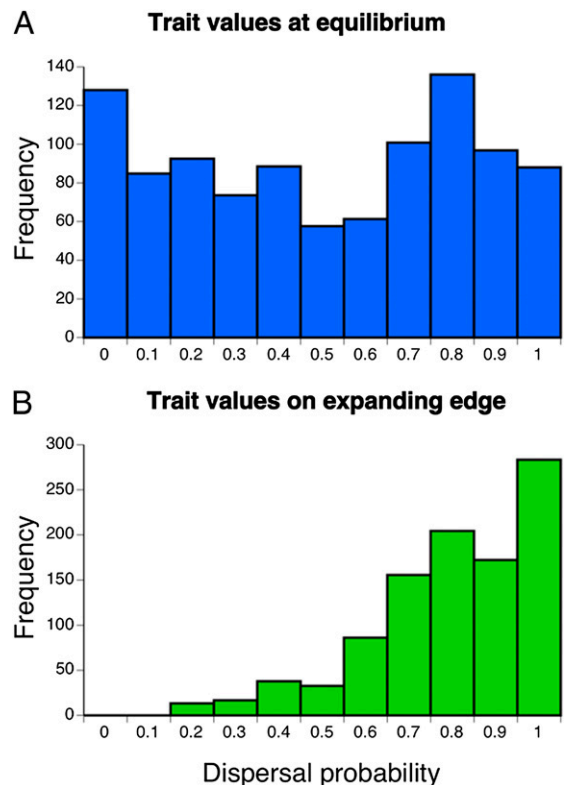 A
Trait values at equilibrium
Frequency
140
120
100
80
60
40
20
0
0 0.1 0.2 0.3 0.4 0.5 0.6 0.7 0.8 0.9 1
B
Trait values on expanding edge
Frequency
300
250
200
150
100
50
0
0 0.1 0.2 0.3 0.4 0.5 0.6 0.7 0.8 0.9 1
Dispersal probability